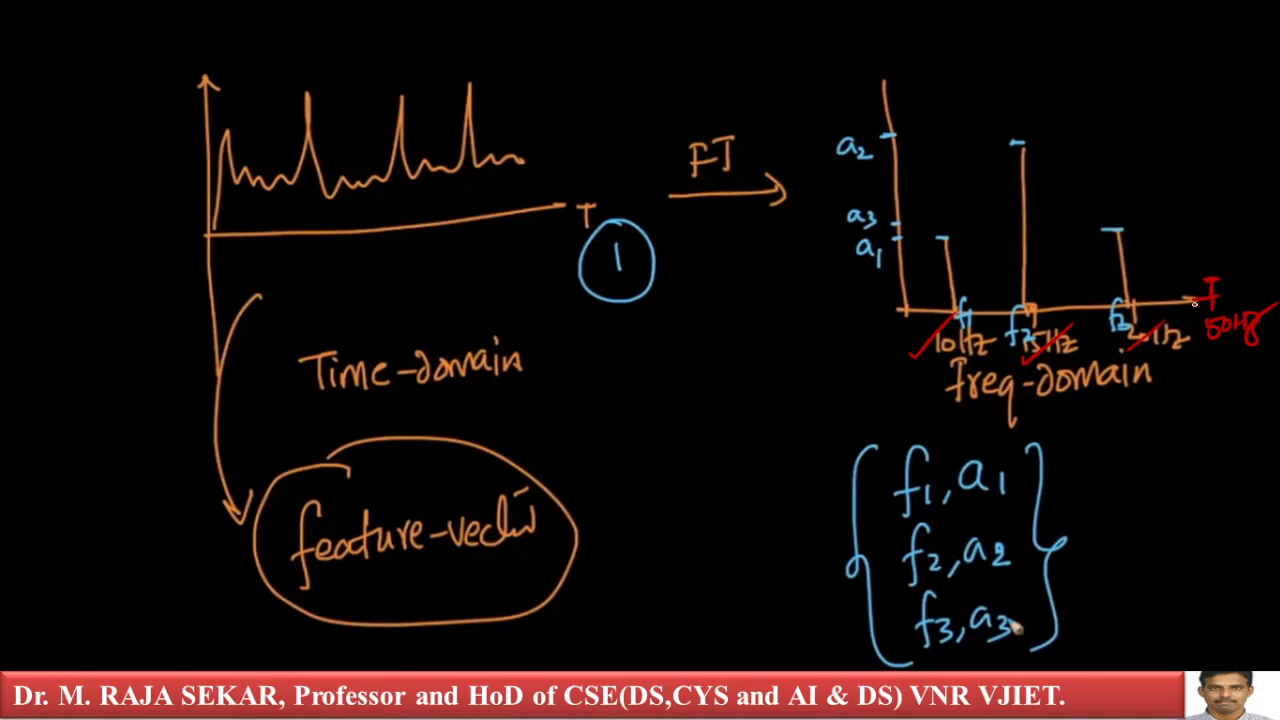 T
1
Time-domain
feature-vector
FT
a2
a3
a1
f1 f2 f3
10Hz 15Hz
50Hz
Freq-domain
f1, a1
f2, a2
f3, a3
Dr. M. RAJA SEKAR, Professor and HoD of CSE(DS,CYS and AI & DS) VNR VJIET.